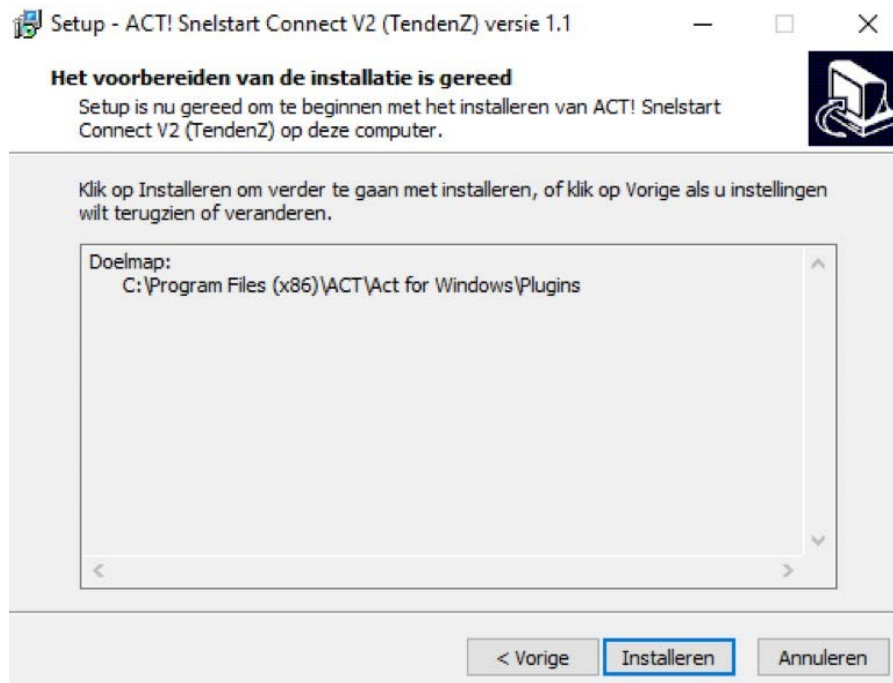 Setup - ACT! Snelstart Connect V2 (TendenZ) versie 1.1
Het voorbereiden van de installatie is gereed
Setup is nu gereed om te beginnen met het installeren van ACT! Snelstart
Connect V2 (TendenZ) op deze computer.
Klik op Installeren om verder te gaan met installeren, of klik op Vorige als u instellingen
wilt terugzien of veranderen.
Doelmap:
C:\Program Files (x86)\ACT\Act for Windows\Plugins
< Vorige
Installeren
Annuleren